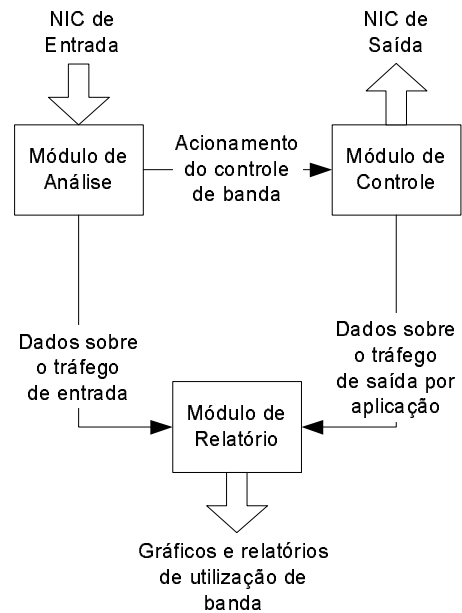 NIC de
Entrada
NIC de
Saída
Módulo de
Análise
Acionamento
do controle
de banda
Módulo de
Controle
Dados sobre
o tráfego
de entrada
Dados sobre
o tráfego
de saída por
aplicação
Módulo de
Relatório
Gráficos e relatórios
de utilização de
banda